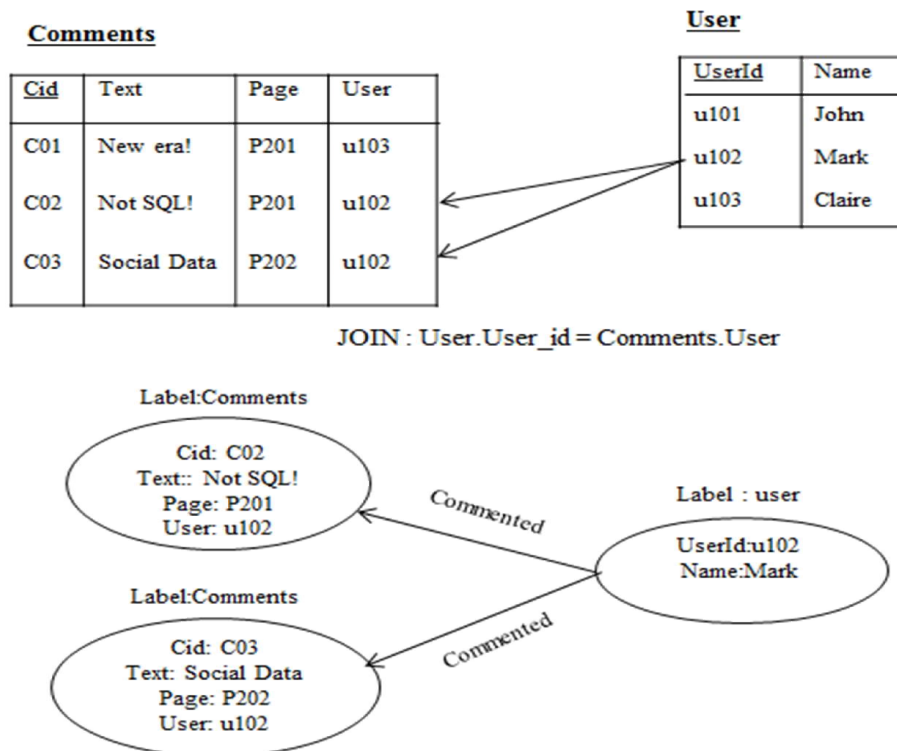 Comments
Cid Text Page User
C01 New era! P201 u103
C02 Not SQL! P201 u102
C03 Social Data P202 u102
User
UserId Name
u101 John
u102 Mark
u103 Claire
JOIN : User.User_id = Comments.User
Label:Comments
Cid: C02
Text:: Not SQL!
Page: P201
User: u102
Commented
Label : user
UserId:u102
Name:Mark
Label:Comments
Cid: C03
Text: Social Data
Page: P202
User: u102
Commented